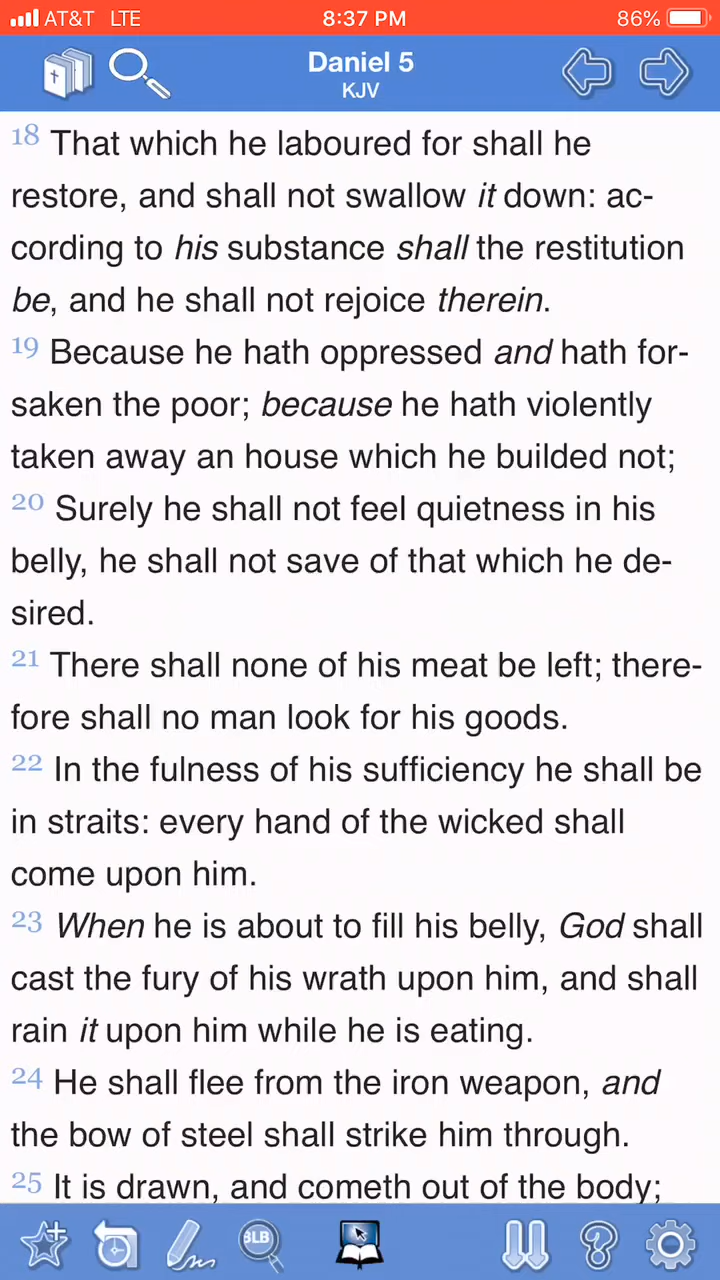 AT&T LTE 8:37 PM 86%
Daniel 5
KJV
18 That which he laboured for shall he
restore, and shall not swallow it down: ac-
cording to his substance shall the restitution
be, and he shall not rejoice therein.
19 Because he hath oppressed and hath for-
saken the poor; because he hath violently
taken away an house which he builded not;
20 Surely he shall not feel quietness in his
belly, he shall not save of that which he de-
sired.
21 There shall none of his meat be left; there-
fore shall no man look for his goods.
22 In the fulness of his sufficiency he shall be
in straits: every hand of the wicked shall
come upon him.
23 When he is about to fill his belly, God shall
cast the fury of his wrath upon him, and shall
rain it upon him while he is eating.
24 He shall flee from the iron weapon, and
the bow of steel shall strike him through.
25 It is drawn, and cometh out of the body;
BLB